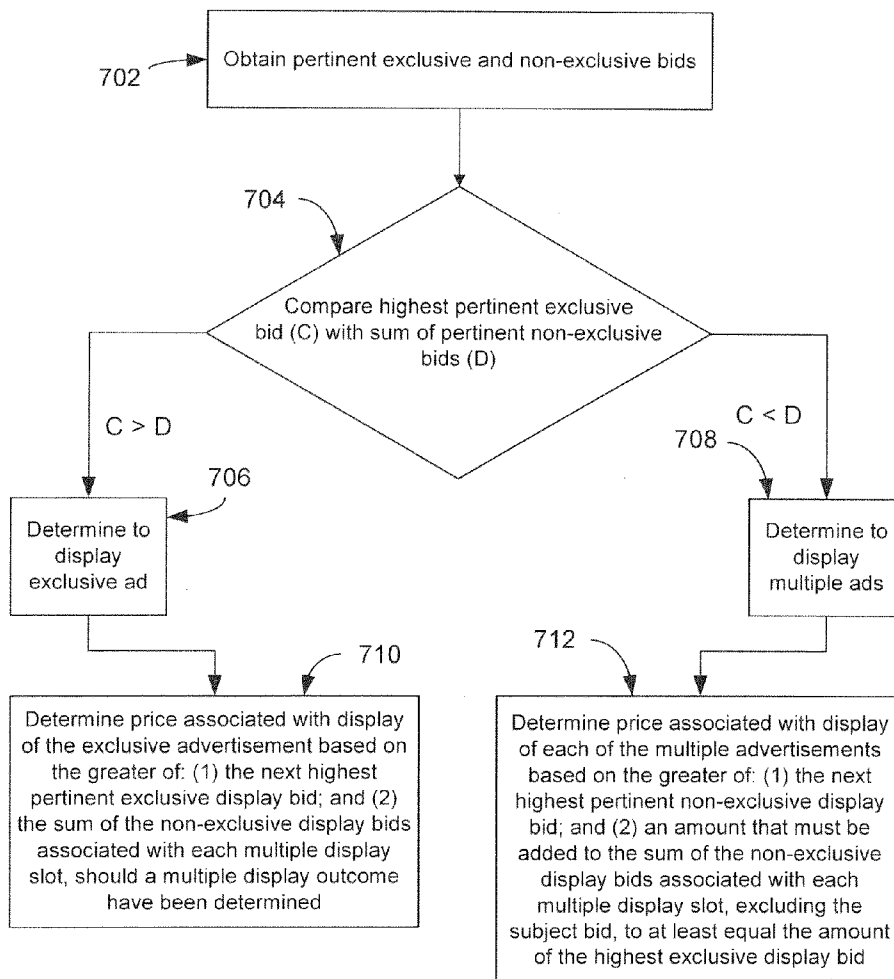 702
Obtain pertinent exclusive and non-exclusive bids
704
Compare highest pertinent exclusive
bid (C) with sum of pertinent non-exclusive
bids (D)
C > D
C < D
706
708
Determine to
display
exclusive ad
Determine to
display
multiple ads
710
712
Determine price associated with display
of the exclusive advertisement based on
the greater of: (1) the next highest
pertinent exclusive display bid; and (2)
the sum of the non-exclusive display bids
associated with each multiple display
slot, should a multiple display outcome
have been determined
Determine price associated with display
of each of the multiple advertisements
based on the greater of: (1) the next
highest pertinent non-exclusive display
bid; and (2) an amount that must be
added to the sum of the non-exclusive
display bids associated with each
multiple display slot, excluding the
subject bid, to at least equal the amount
of the highest exclusive display bid